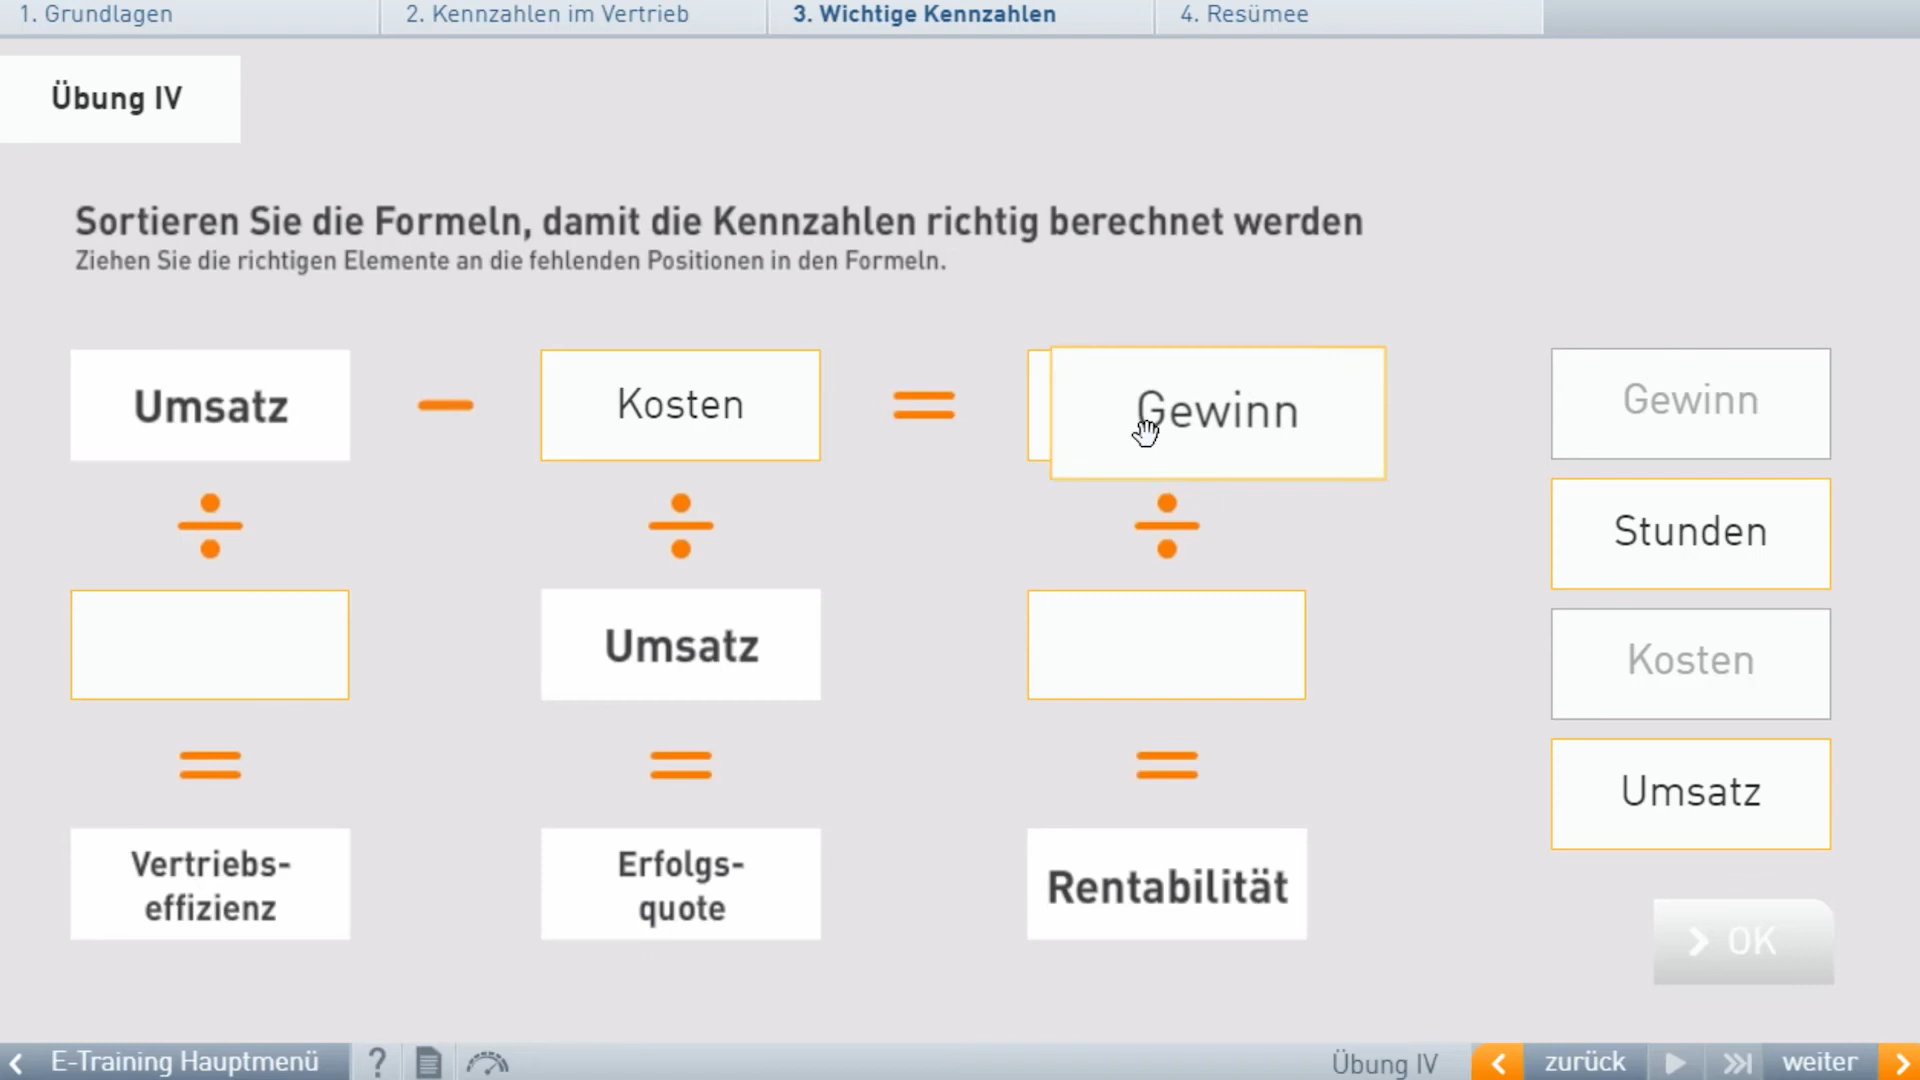 1. Grundlagen
2. Kennzahlen im Vertrieb
3. Wichtige Kennzahlen
4. Resümee
Übung IV
Sortieren Sie die Formeln, damit die Kennzahlen richtig berechnet werden
Ziehen Sie die richtigen Elemente an die fehlenden Positionen in den Formeln.
Umsatz
—
Kosten
=
Gewinn
÷
÷
÷
Umsatz
=
=
=
Vertriebs-
effizienz
Erfolgs-
quote
Rentabilität
Gewinn
Stunden
Kosten
Umsatz
OK
E-Training Hauptmenü
?
Übung IV
zurück
weiter